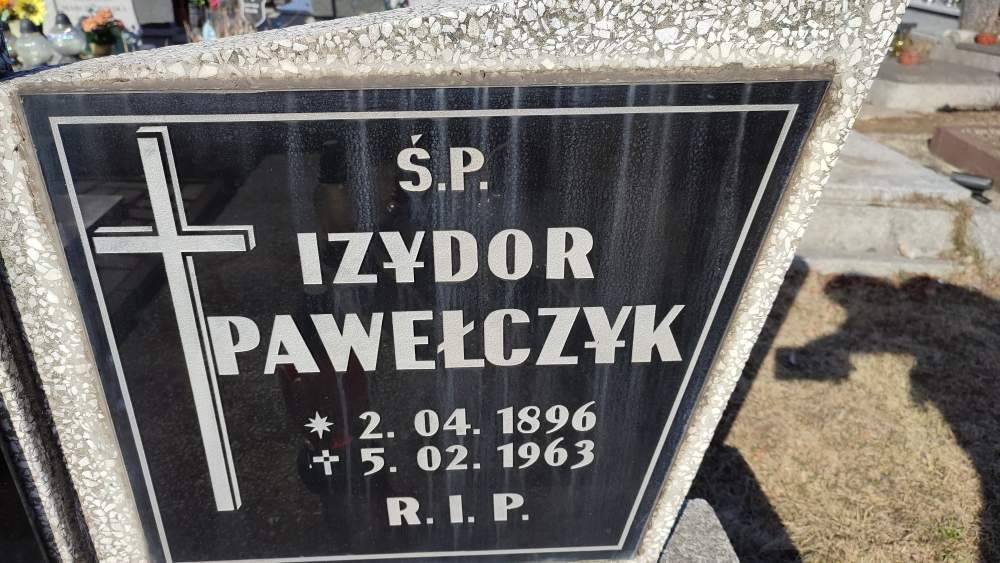 Ś.P.
IZYDOR
PAWEŁCZYK
* 2. 04. 1896
✝ 5. 02. 1963
R. I. P.